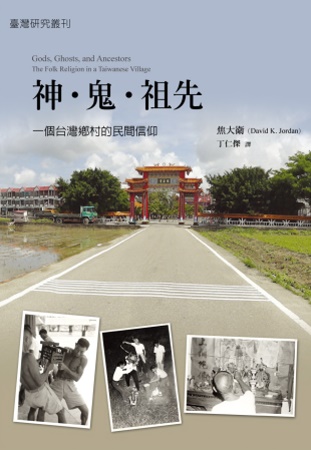 臺灣研究叢刊
Gods, Ghosts, and Ancestors
The Folk Religion in a Taiwanese Village
神・鬼・祖先
一個台灣鄉村的民間信仰
焦大衛（David K. Jordan）
丁仁傑 譯